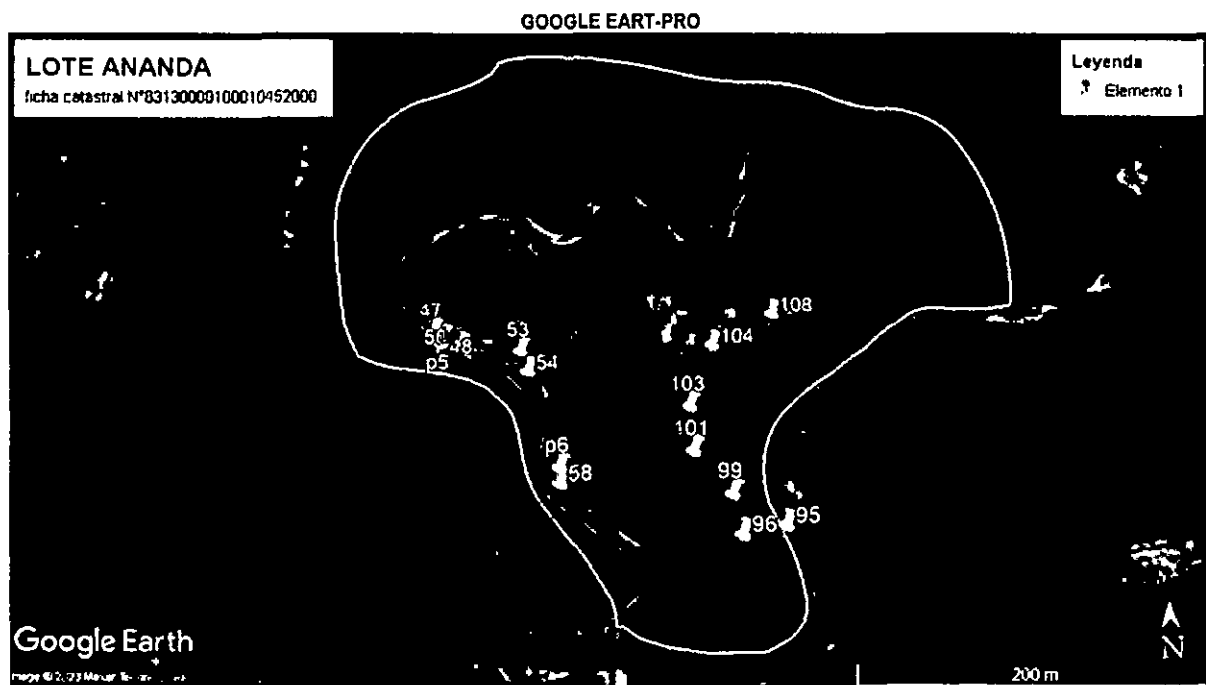 GOOGLE EART-PRO
LOTE ANANDA
ficha catastral N°83130000100010452000
Leyenda
Elemento 1
108
47
53
104
48
54
p5
103
101
p6
58
99
96
95
Google Earth
200 m
N